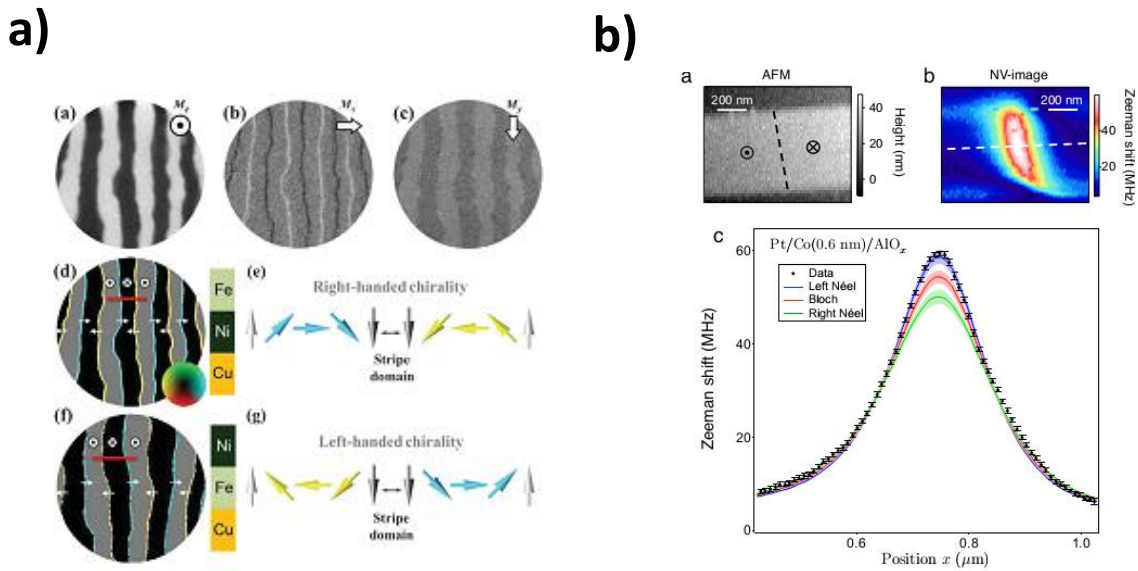 a)
(a)
M_z
(b)
M_x
(c)
M_y
(d)
Fe
Ni
Cu
(e)
Right-handed chirality
Stripe
domain
(f)
Ni
Fe
Cu
(g)
Left-handed chirality
Stripe
domain
b)
a AFM
200 nm
40
20
0
Height (nm)
b NV-image
200 nm
40
20
Zeeman shift (MHz)
c
Pt/Co(0.6 nm)/AlOₓ
Data
Left Néel
Bloch
Right Néel
60
40
20
0
Zeeman shift (MHz)
0.6 0.8 1.0
Position x (μm)